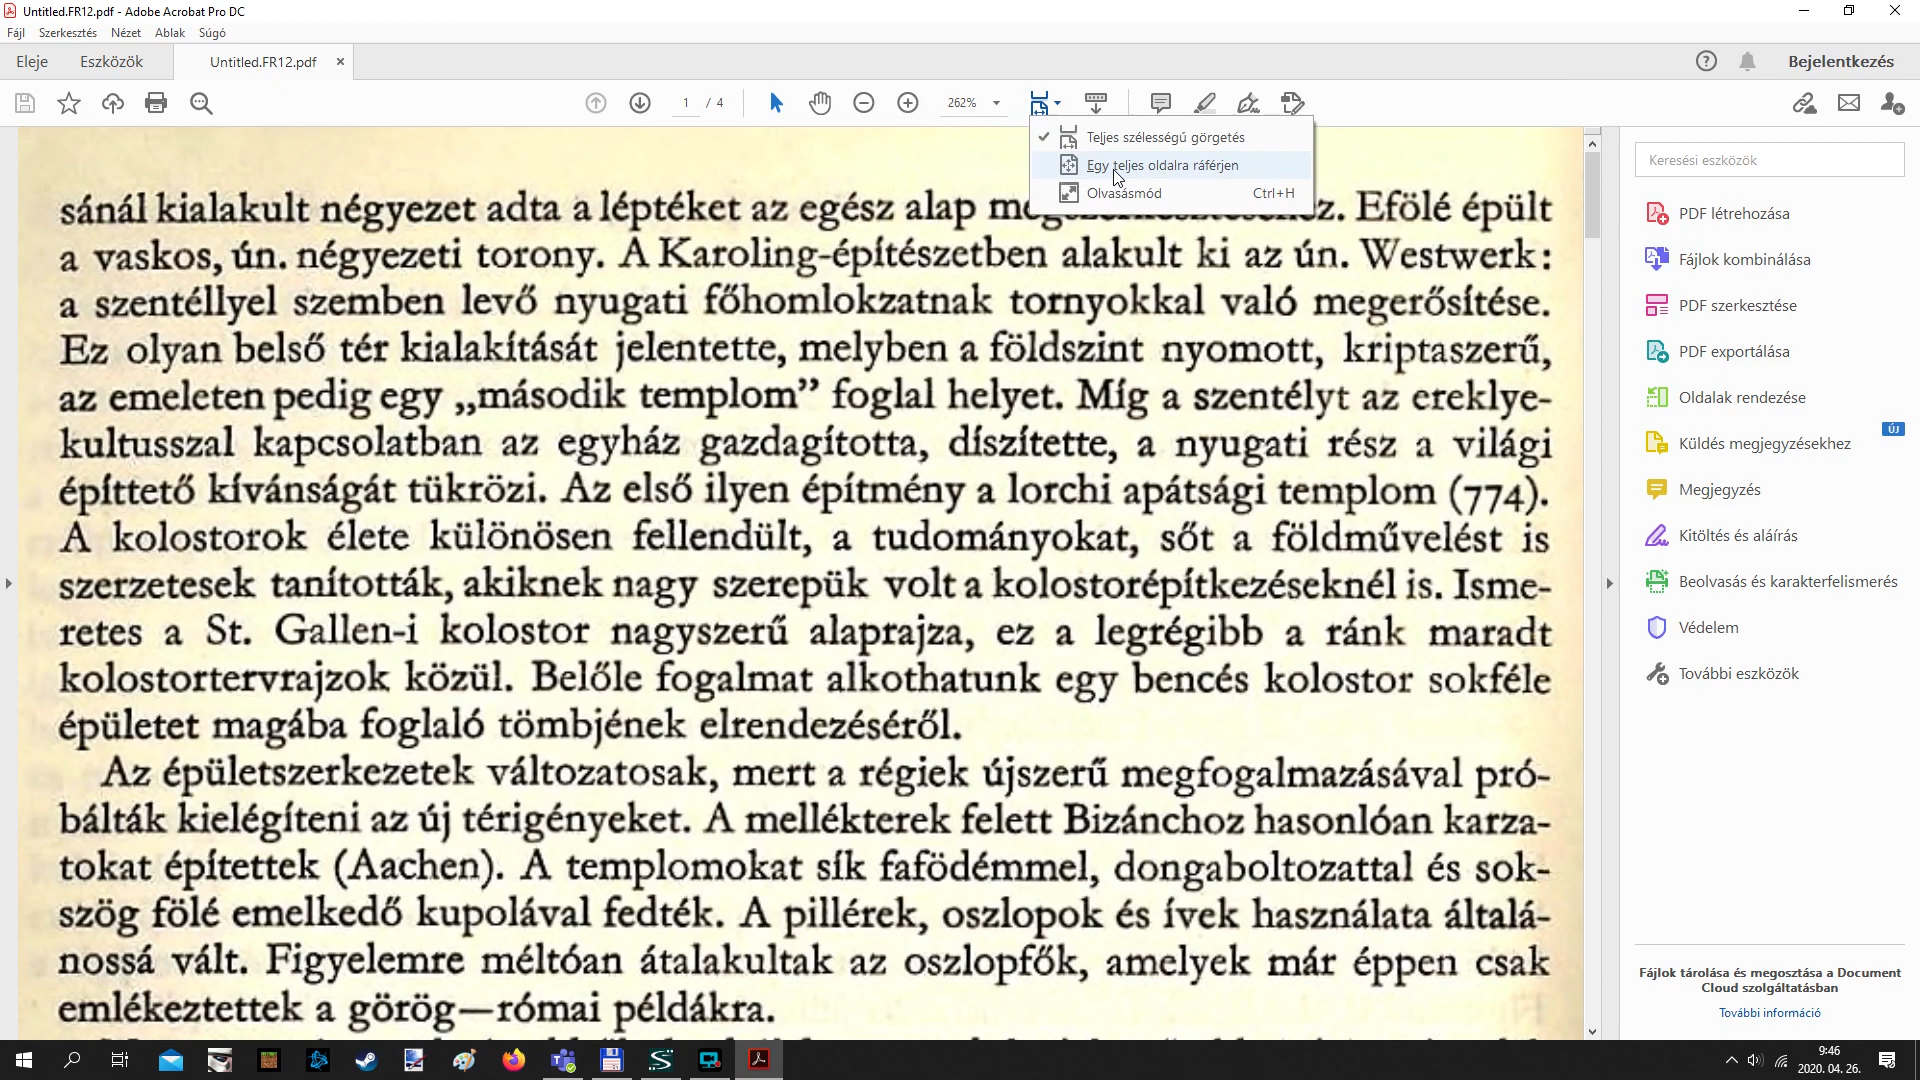 Untitled.FR12.pdf - Adobe Acrobat Pro DC
Fájl Szerkesztés Nézet Ablak Súgó
Eleje Eszközök Untitled.FR12.pdf × Bejelentkezés
1 / 4 262%
Teljes szélességű görgetés
Egy teljes oldalra ráférjen
Olvasásmód Ctrl+H
sánál kialakult négyezet adta a léptéket az egész alap Efölé épült
a vaskos, ún. négyezeti torony. A Karoling-építészetben alakult ki az ún. Westwerk:
a szentéllyel szemben levő nyugati főhomlokzatnak tornyokkal való megerősítése.
Ez olyan belső tér kialakítását jelentette, melyben a földszint nyomott, kriptaszerű,
az emeleten pedig egy „második templom” foglal helyet. Míg a szentélyt az ereklye-
kultusszal kapcsolatban az egyház gazdagította, díszítette, a nyugati rész a világi
építtető kívánságát tükrözi. Az első ilyen építmény a lorchi apátsági templom (774).
A kolostorok élete különösen fellendült, a tudományokat, sőt a földművelést is
szerzetesek tanították, akiknek nagy szerepük volt a kolostorépítkezéseknél is. Isme-
retes a St. Gallen-i kolostor nagyszerű alaprajza, ez a legrégibb a ránk maradt
kolostortervrajzok közül. Belőle fogalmat alkothatunk egy bencés kolostor sokféle
épületet magába foglaló tömbjének elrendezéséről.
Az épületszerkezetek változatosak, mert a régiek újszerű megfogalmazásával pró-
bálták kielégíteni az új térigényeket. A mellékterek felett Bizánchoz hasonlóan karza-
tokat építettek (Aachen). A templomokat sík fafödémmel, dongaboltozattal és sok-
szög fölé emelkedő kupolával fedték. A pillérek, oszlopok és ívek használata általá-
nossá vált. Figyelemre méltóan átalakultak az oszlopfők, amelyek már éppen csak
emlékeztettek a görög—római példákra.
Keresési eszközök
PDF létrehozása
Fájlok kombinálása
PDF szerkesztése
PDF exportálása
Oldalak rendezése
ÚJ
Küldés megjegyzésekhez
Megjegyzés
Kitöltés és aláírás
Beolvasás és karakterfelismerés
Védelem
További eszközök
Fájlok tárolása és megosztása a Document
Cloud szolgáltatásban
További információ
9:46
2020. 04. 26.